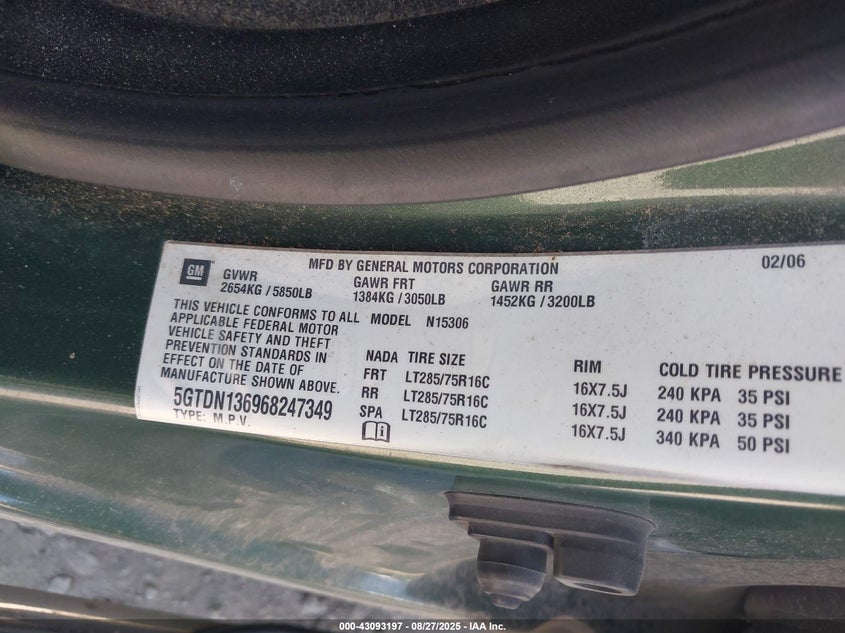 MFD BY GENERAL MOTORS CORPORATION 02/06
GM GVWR GAWR FRT GAWR RR
2654KG / 5850LB 1384KG / 3050LB 1452KG / 3200LB
THIS VEHICLE CONFORMS TO ALL MODEL N15306
APPLICABLE FEDERAL MOTOR
VEHICLE SAFETY AND THEFT
PREVENTION STANDARDS IN
EFFECT ON THE DATE OF
MANUFACTURE SHOWN ABOVE.
5GTDN136968247349
TYPE: M.P.V.
NADA TIRE SIZE RIM COLD TIRE PRESSURE
FRT LT285/75R16C 16X7.5J 240 KPA 35 PSI
RR LT285/75R16C 16X7.5J 240 KPA 35 PSI
SPA LT285/75R16C 16X7.5J 340 KPA 50 PSI
000-43093197 - 08/27/2025 - IAA Inc.